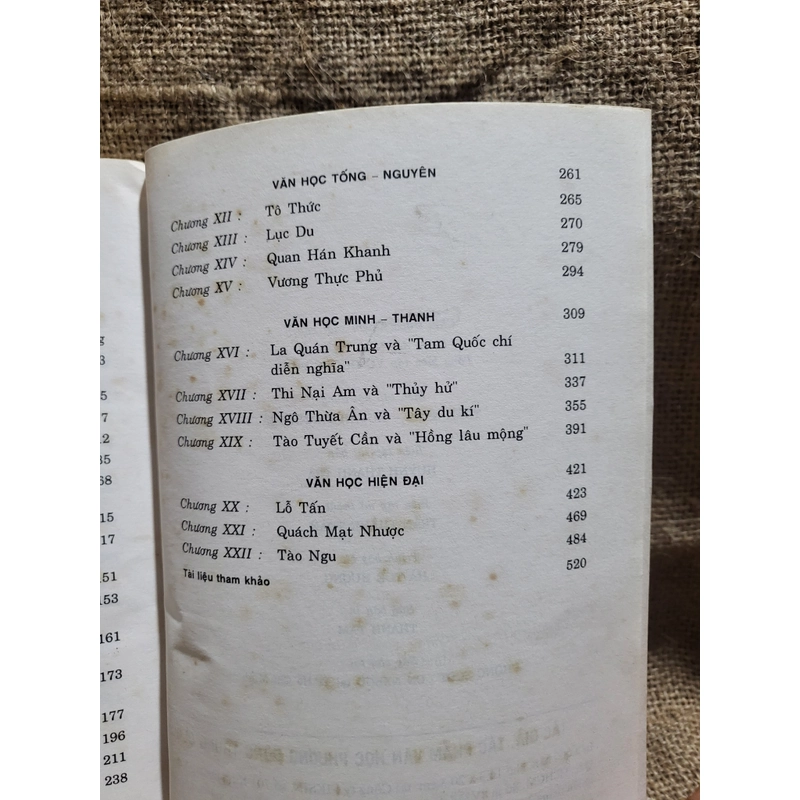 VĂN HỌC TỐNG – NGUYÊN 261
Chương XII : Tô Thức 265
Chương XIII : Lục Du 270
Chương XIV : Quan Hán Khanh 279
Chương XV : Vương Thực Phủ 294
VĂN HỌC MINH – THANH 309
Chương XVI : La Quán Trung và "Tam Quốc chí
diễn nghĩa" 311
Chương XVII : Thi Nại Am và "Thủy hử" 337
Chương XVIII : Ngô Thừa Ân và "Tây du kí" 355
Chương XIX : Tào Tuyết Cần và "Hồng lâu mộng" 391
VĂN HỌC HIỆN ĐẠI 421
Chương XX : Lỗ Tấn 423
Chương XXI : Quách Mạt Nhược 469
Chương XXII : Tào Ngu 484
Tài liệu tham khảo 520
151
153
161
173
177
196
211
238